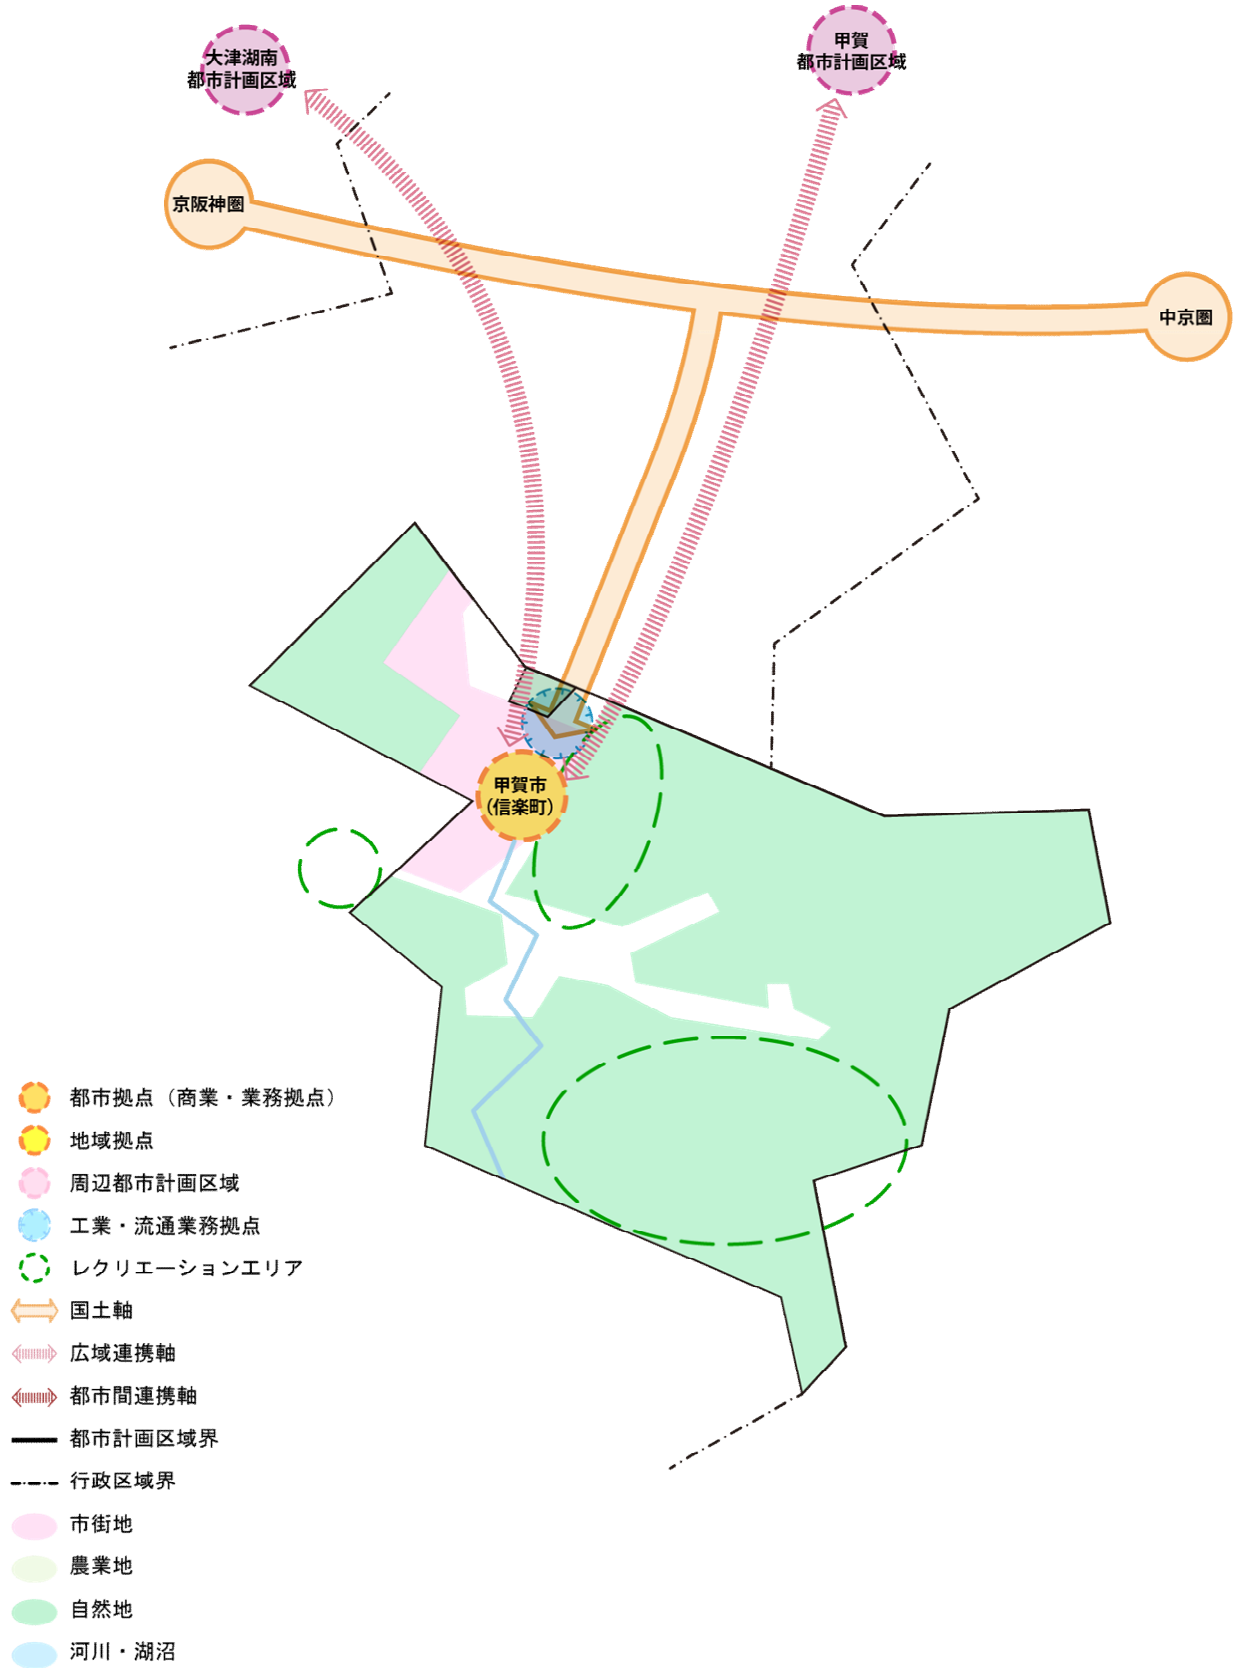 大津湖南
都市計画区域
甲賀
都市計画区域
京阪神圏
中京圏
甲賀市
（信楽町）
都市拠点（商業・業務拠点）
地域拠点
周辺都市計画区域
工業・流通業務拠点
レクリエーションエリア
国土軸
広域連携軸
都市間連携軸
都市計画区域界
行政区域界
市街地
農業地
自然地
河川・湖沼